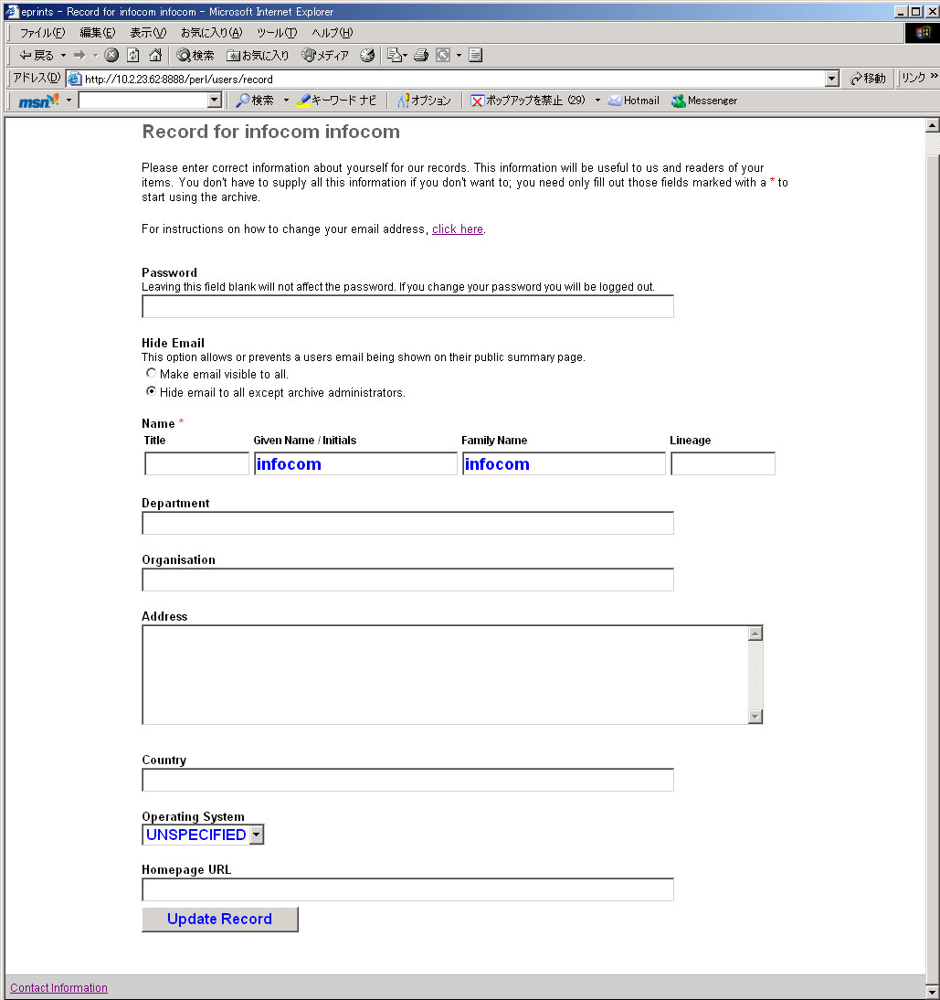 eprints - Record for infocom infocom - Microsoft Internet Explorer
ファイル(F) 編集(E) 表示(V) お気に入り(A) ツール(T) ヘルプ(H)
戻る 検索 お気に入り メディア
アドレス(D) http://10.2.23.62:8888/perl/users/record 移動 リンク »
msn 検索 キーワード ナビ オプション ポップアップを禁止 (29) Hotmail Messenger
Record for infocom infocom
Please enter correct information about yourself for our records. This information will be useful to us and readers of your
items. You don't have to supply all this information if you don't want to; you need only fill out those fields marked with a * to
start using the archive.
For instructions on how to change your email address, click here.
Password
Leaving this field blank will not affect the password. If you change your password you will be logged out.
Hide Email
This option allows or prevents a users email being shown on their public summary page.
Make email visible to all.
Hide email to all except archive administrators.
Name *
Title Given Name / Initials Family Name Lineage
infocom infocom
Department
Organisation
Address
Country
Operating System
UNSPECIFIED
Homepage URL
Update Record
Contact Information